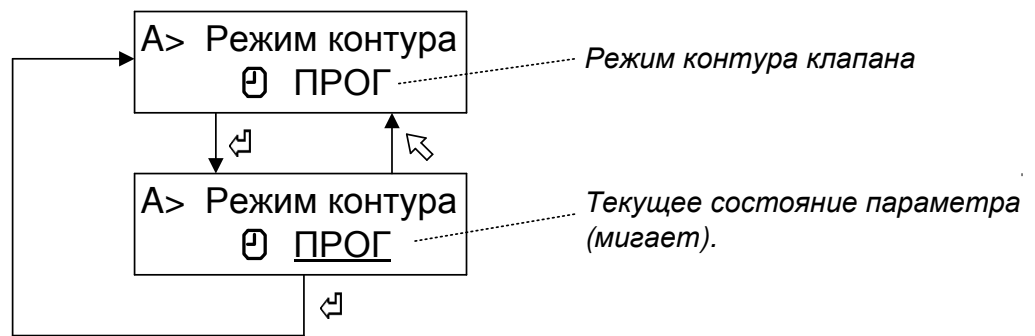 A> Режим контура
ПРОГ
Режим контура клапана
A> Режим контура
ПРОГ
Текущее состояние параметра
(мигает).